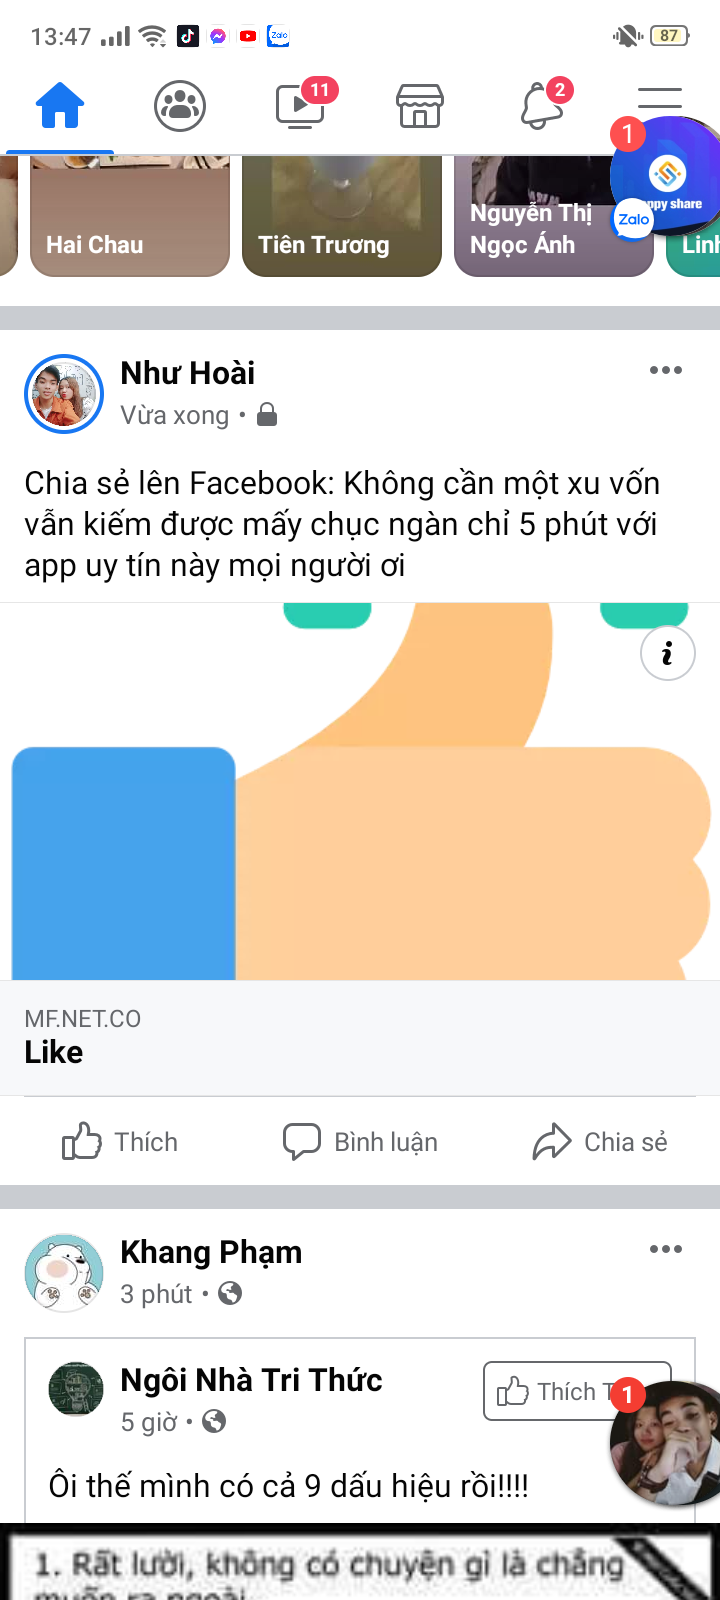 13:47
Zalo
87
11
2
1
ppy share
Zalo
Hai Chau
Tiên Trương
Nguyễn Thị
Ngọc Ánh
Linh
Như Hoài
Vừa xong
Chia sẻ lên Facebook: Không cần một xu vốn
vẫn kiếm được mấy chục ngàn chỉ 5 phút với
app uy tín này mọi người ơi
i
MF.NET.CO
Like
Thích
Bình luận
Chia sẻ
Khang Phạm
3 phút
Ngôi Nhà Tri Thức
5 giờ
Thích T
1
Ôi thế mình có cả 9 dấu hiệu rồi!!!!
1. Rất lười, không có chuyện gì là chẳng
muốn ra ngoài